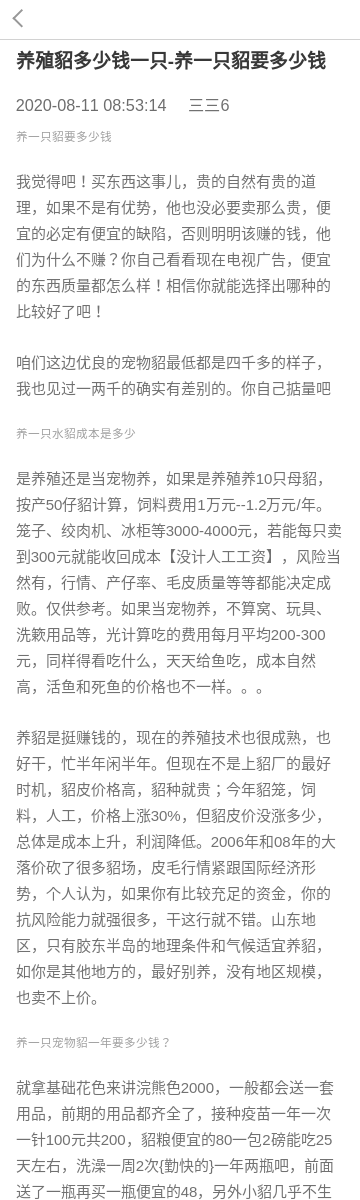 养殖貂多少钱一只-养一只貂要多少钱
2020-08-11 08:53:14 三三6
养一只貂要多少钱
我觉得吧！买东西这事儿，贵的自然有贵的道
理，如果不是有优势，他也没必要卖那么贵，便
宜的必定有便宜的缺陷，否则明明该赚的钱，他
们为什么不赚？你自己看看现在电视广告，便宜
的东西质量都怎么样！相信你就能选择出哪种的
比较好了吧！
咱们这边优良的宠物貂最低都是四千多的样子，
我也见过一两千的确实有差别的。你自己掂量吧
养一只水貂成本是多少
是养殖还是当宠物养，如果是养殖养10只母貂，
按产50仔貂计算，饲料费用1万元--1.2万元/年。
笼子、绞肉机、冰柜等3000-4000元，若能每只卖
到300元就能收回成本【没计人工工资】，风险当
然有，行情、产仔率、毛皮质量等等都能决定成
败。仅供参考。如果当宠物养，不算窝、玩具、
洗簌用品等，光计算吃的费用每月平均200-300
元，同样得看吃什么，天天给鱼吃，成本自然
高，活鱼和死鱼的价格也不一样。。。
养貂是挺赚钱的，现在的养殖技术也很成熟，也
好干，忙半年闲半年。但现在不是上貂厂的最好
时机，貂皮价格高，貂种就贵；今年貂笼，饲
料，人工，价格上涨30%，但貂皮价没涨多少，
总体是成本上升，利润降低。2006年和08年的大
落价砍了很多貂场，皮毛行情紧跟国际经济形
势，个人认为，如果你有比较充足的资金，你的
抗风险能力就强很多，干这行就不错。山东地
区，只有胶东半岛的地理条件和气候适宜养貂，
如你是其他地方的，最好别养，没有地区规模，
也卖不上价。
养一只宠物貂一年要多少钱？
就拿基础花色来讲浣熊色2000，一般都会送一套
用品，前期的用品都齐全了，接种疫苗一年一次
一针100元共200，貂粮便宜的80一包2磅能吃25
天左右，洗澡一周2次{勤快的}一年两瓶吧，前面
送了一瓶再买一瓶便宜的48，另外小貂几乎不生